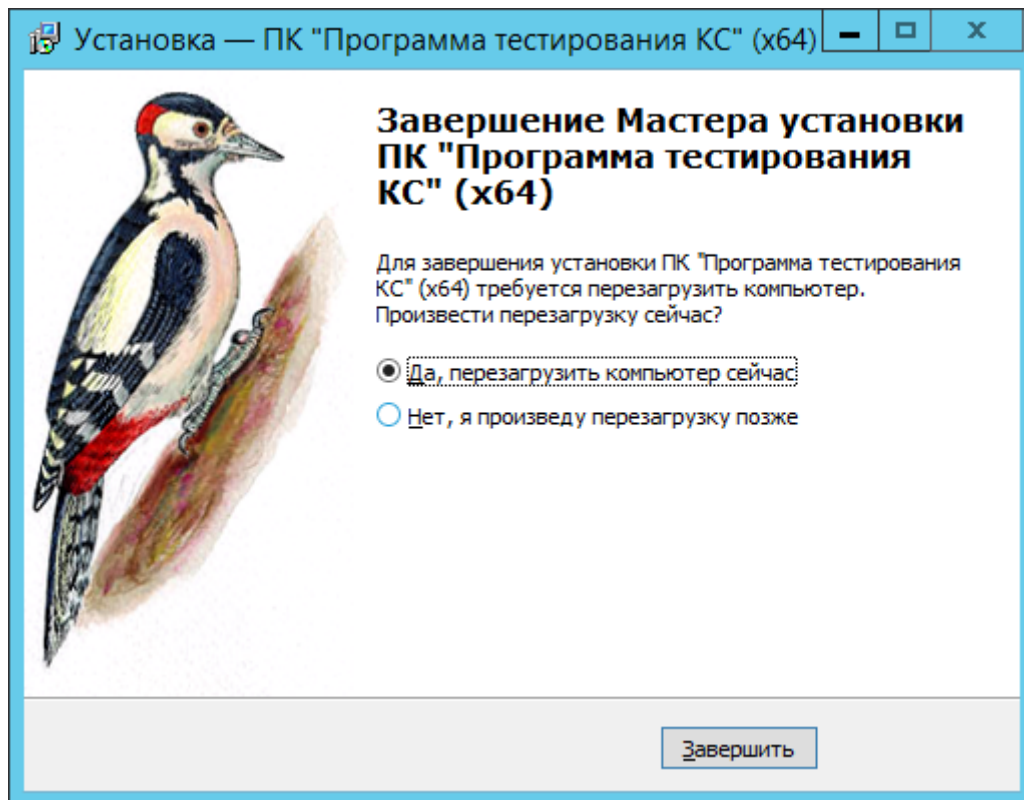 Установка — ПК "Программа тестирования КС" (x64)
Завершение Мастера установки
ПК "Программа тестирования
КС" (x64)
Для завершения установки ПК "Программа тестирования
КС" (x64) требуется перезагрузить компьютер.
Произвести перезагрузку сейчас?
Да, перезагрузить компьютер сейчас
Нет, я произведу перезагрузку позже
Завершить